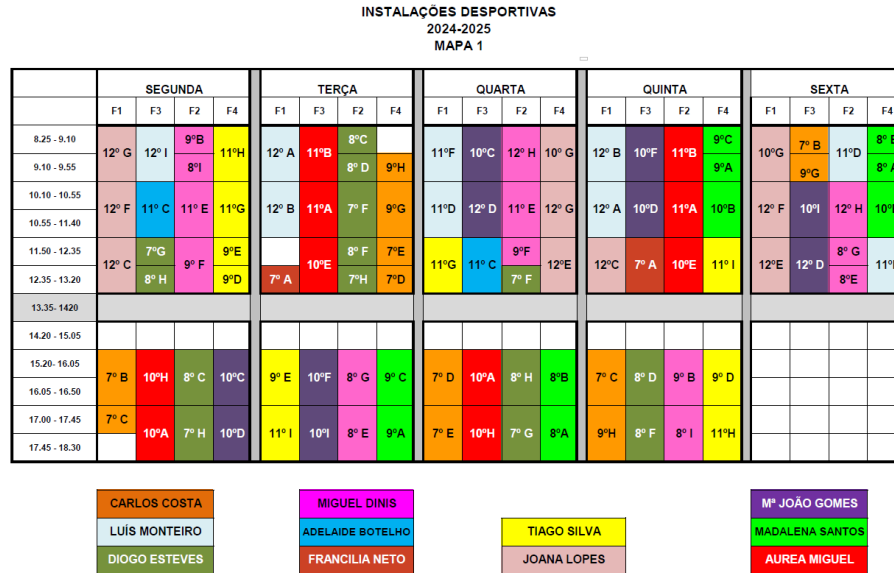 INSTALAÇÕES DESPORTIVAS
2024-2025
MAPA 1
SEGUNDA TERÇA QUARTA QUINTA SEXTA
F1 F3 F2 F4 F1 F3 F2 F4 F1 F3 F2 F4 F1 F3 F2 F4 F1 F3 F2 F4
8.25 - 9.10 12º G 12º I 9ºB 11ºH 12º A 11ºB 8ºC 11ºF 10ºC 12º H 10º G 12º B 10ºF 11ºB 9ºC 10ºG 7º B 11ºD
9.10 - 9.55 8ºI 8º D 9ºH 9ºA 9ºG
10.10 - 10.55 12º F 11º C 11º E 11ºG 12º B 11ºA 7º F 9ºG 11ºD 12º D 11º E 12º G 12º A 10ºD 11ºA 10ºB 12º F 10ºI 12º H
10.55 - 11.40
11.50 - 12.35 12º C 7ºG 9º F 9ºE 10ºE 8º F 7ºE 11ºG 11º C 9ºF 12ºE 12ºC 7º A 10ºE 11º I 12ºE 12º D 8º G
12.35 - 13.20 8º H 9ºD 7º A 7ºH 7ºD 7º F 8ºE
13.35- 1420
14.20 - 15.05
15.20- 16.05 7º B 10ºH 8º C 10ºC 9º E 10ºF 8º G 9º C 7º D 10ºA 8º H 8ºB 7º C 8º D 9º B 9º D
16.05 - 16.50
17.00 - 17.45 7º C 10ºA 7º H 10ºD 11º I 10ºI 8º E 9ºA 7º E 10ºH 7º G 8ºA 9ºH 8º F 8º I 11ºH
17.45 - 18.30
CARLOS COSTA MIGUEL DINIS Mª JOÃO GOMES
LUÍS MONTEIRO ADELAIDE BOTELHO TIAGO SILVA MADALENA SANTOS
DIOGO ESTEVES FRANCILIA NETO JOANA LOPES AUREA MIGUEL